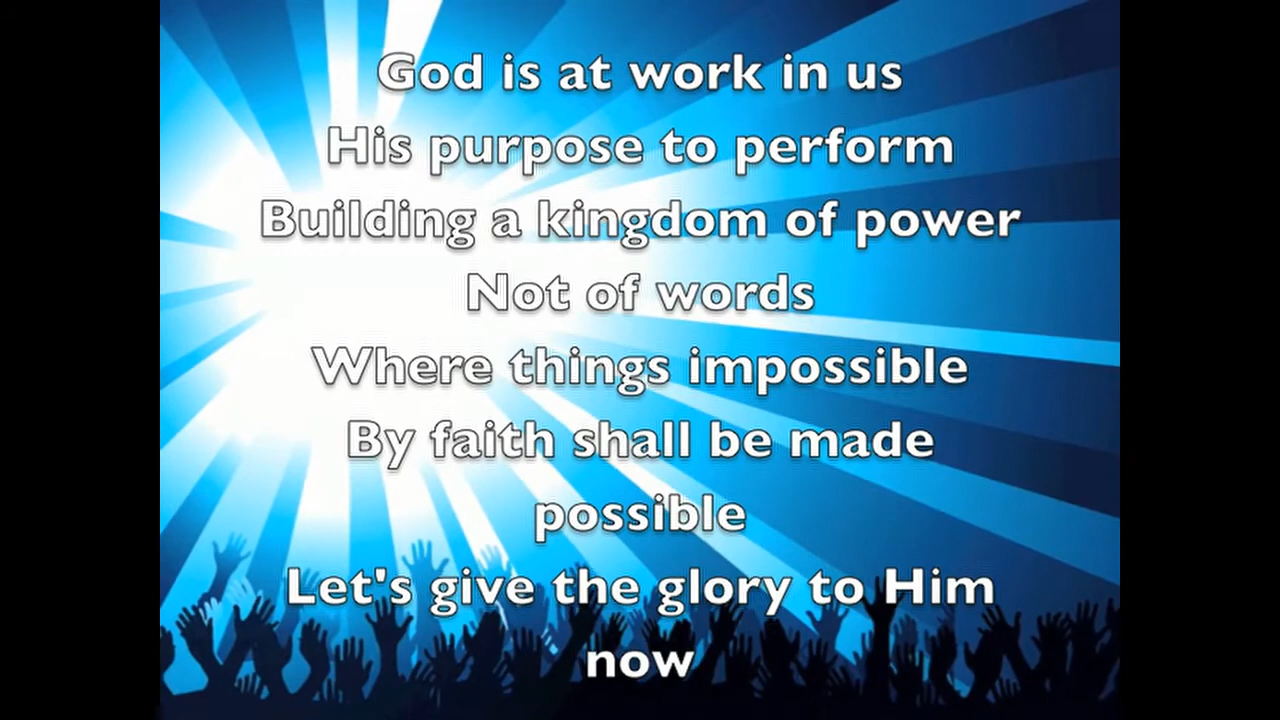 God is at work in us
His purpose to perform
Building a kingdom of power
Not of words
Where things impossible
By faith shall be made
possible
Let's give the glory to Him
now